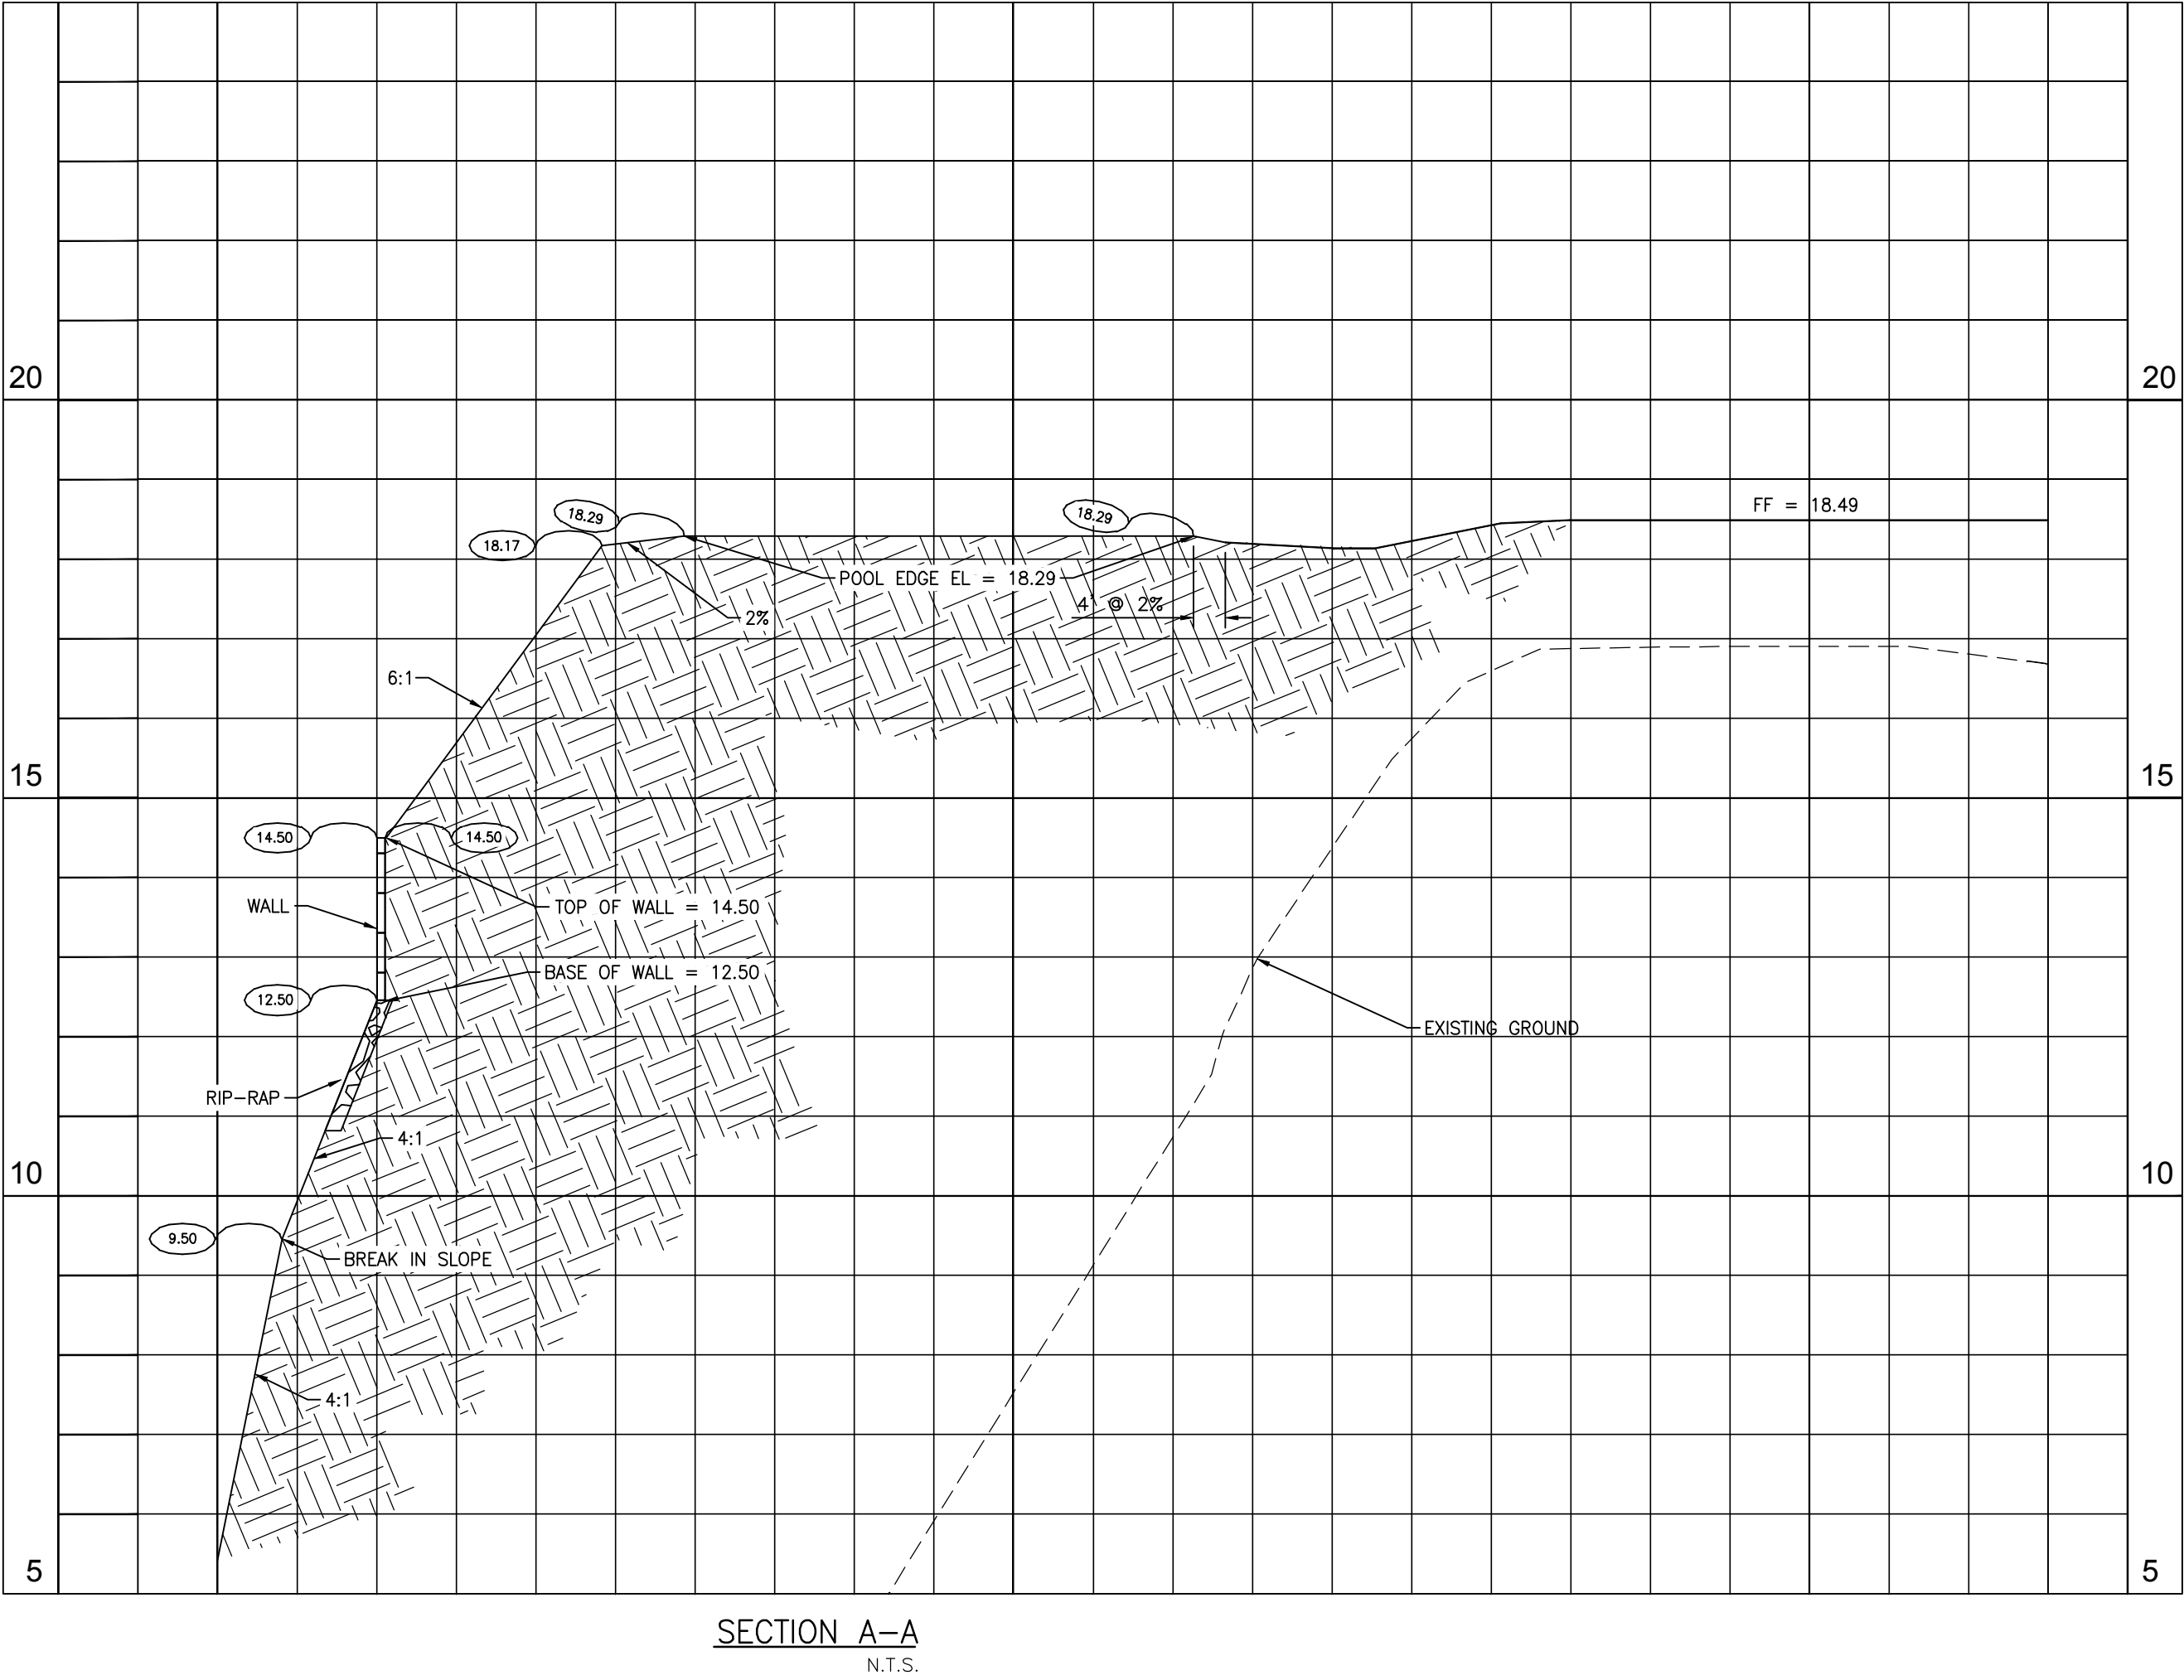 20
20
FF = 18.49
18.29
18.29
18.17
POOL EDGE EL = 18.29
4' @ 2%
2%
6:1
15
15
14.50
14.50
WALL
TOP OF WALL = 14.50
BASE OF WALL = 12.50
12.50
EXISTING GROUND
RIP-RAP
4:1
10
10
9.50
BREAK IN SLOPE
4:1
5
5
SECTION A-A
N.T.S.